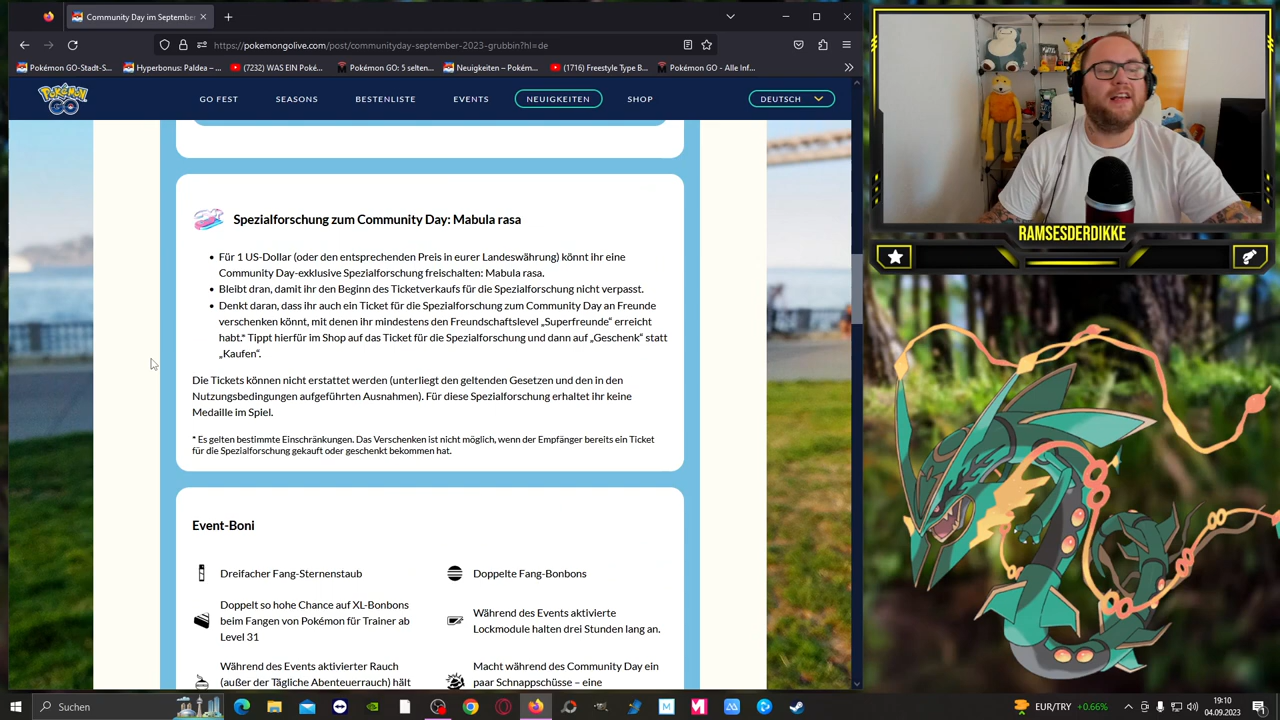 Community Day im September
https://pokemongolive.com/post/communityday-september-2023-grubbin?hl=de
Pokémon GO-Stadt-S...
Hyperbonus: Paldea – ...
(7232) WAS EIN Poké...
Pokémon GO: 5 selten...
Neuigkeiten – Pokém...
(1716) Freestyle Type B...
Pokémon GO - Alle Inf...
POKÉMON GO
GO FEST
SEASONS
BESTENLISTE
EVENTS
NEUIGKEITEN
SHOP
DEUTSCH
Spezialforschung zum Community Day: Mabula rasa
• Für 1 US-Dollar (oder den entsprechenden Preis in eurer Landeswährung) könnt ihr eine
Community Day-exklusive Spezialforschung freischalten: Mabula rasa.
• Bleibt dran, damit ihr den Beginn des Ticketverkaufs für die Spezialforschung nicht verpasst.
• Denkt daran, dass ihr auch ein Ticket für die Spezialforschung zum Community Day an Freunde
verschenken könnt, mit denen ihr mindestens den Freundschaftslevel „Superfreunde“ erreicht
habt.* Tippt hierfür im Shop auf das Ticket für die Spezialforschung und dann auf „Geschenk“ statt
„Kaufen“.
Die Tickets können nicht erstattet werden (unterliegt den geltenden Gesetzen und den in den
Nutzungsbedingungen aufgeführten Ausnahmen). Für diese Spezialforschung erhaltet ihr keine
Medaille im Spiel.
* Es gelten bestimmte Einschränkungen. Das Verschenken ist nicht möglich, wenn der Empfänger bereits ein Ticket
für die Spezialforschung gekauft oder geschenkt bekommen hat.
Event-Boni
Dreifacher Fang-Sternenstaub
Doppelte Fang-Bonbons
Doppelt so hohe Chance auf XL-Bonbons
beim Fangen von Pokémon für Trainer ab
Level 31
Während des Events aktivierte
Lockmodule halten drei Stunden lang an.
Während des Events aktivierter Rauch
(außer der Tägliche Abenteuerrauch) hält
Macht während des Community Day ein
paar Schnappschüsse – eine
RAMSESDERDIKKE
Suchen
EUR/TRY +0.66%
19:10
04.09.2023